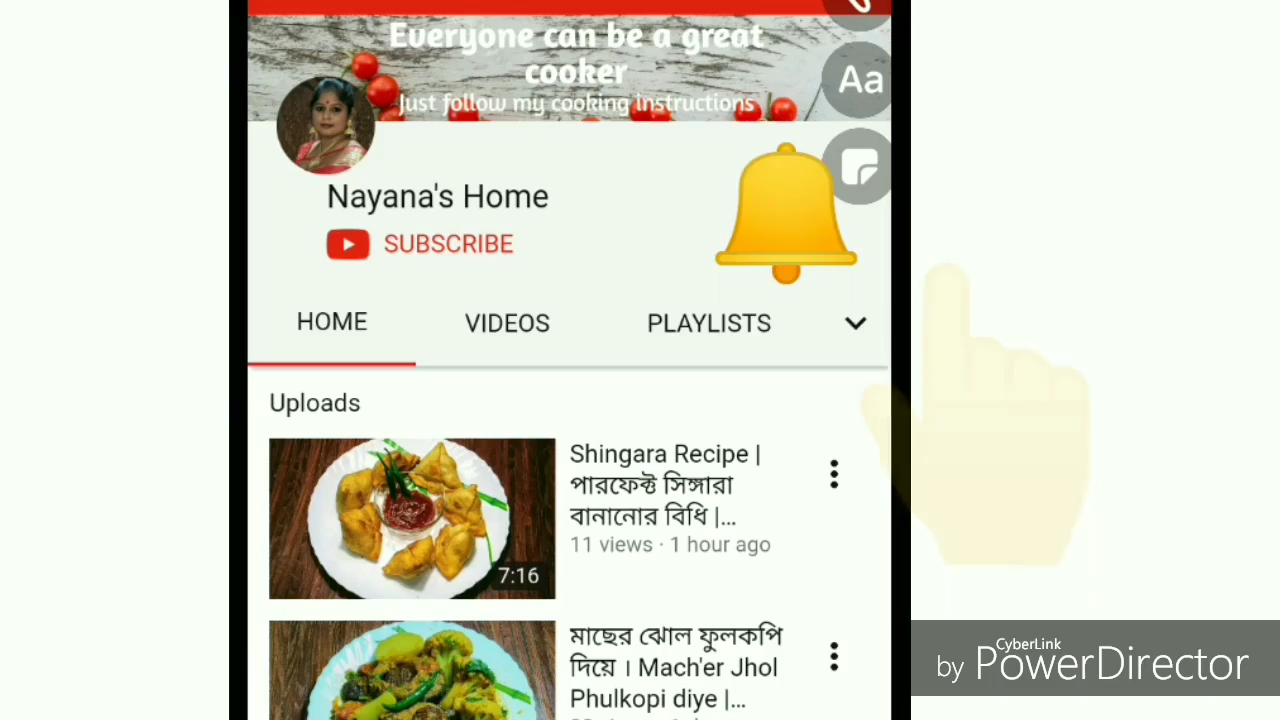 Everyone can be a great
cooker
Just follow my cooking instructions
Aa
Nayana's Home
SUBSCRIBE
HOME
VIDEOS
PLAYLISTS
Uploads
Shingara Recipe |
পারফেক্ট সিঙ্গারা
বানানোর বিধি |...
11 views · 1 hour ago
7:16
মাছের ঝোল ফুলকপি
দিয়ে । Mach'er Jhol
Phulkopi diye |...
CyberLink
by PowerDirector